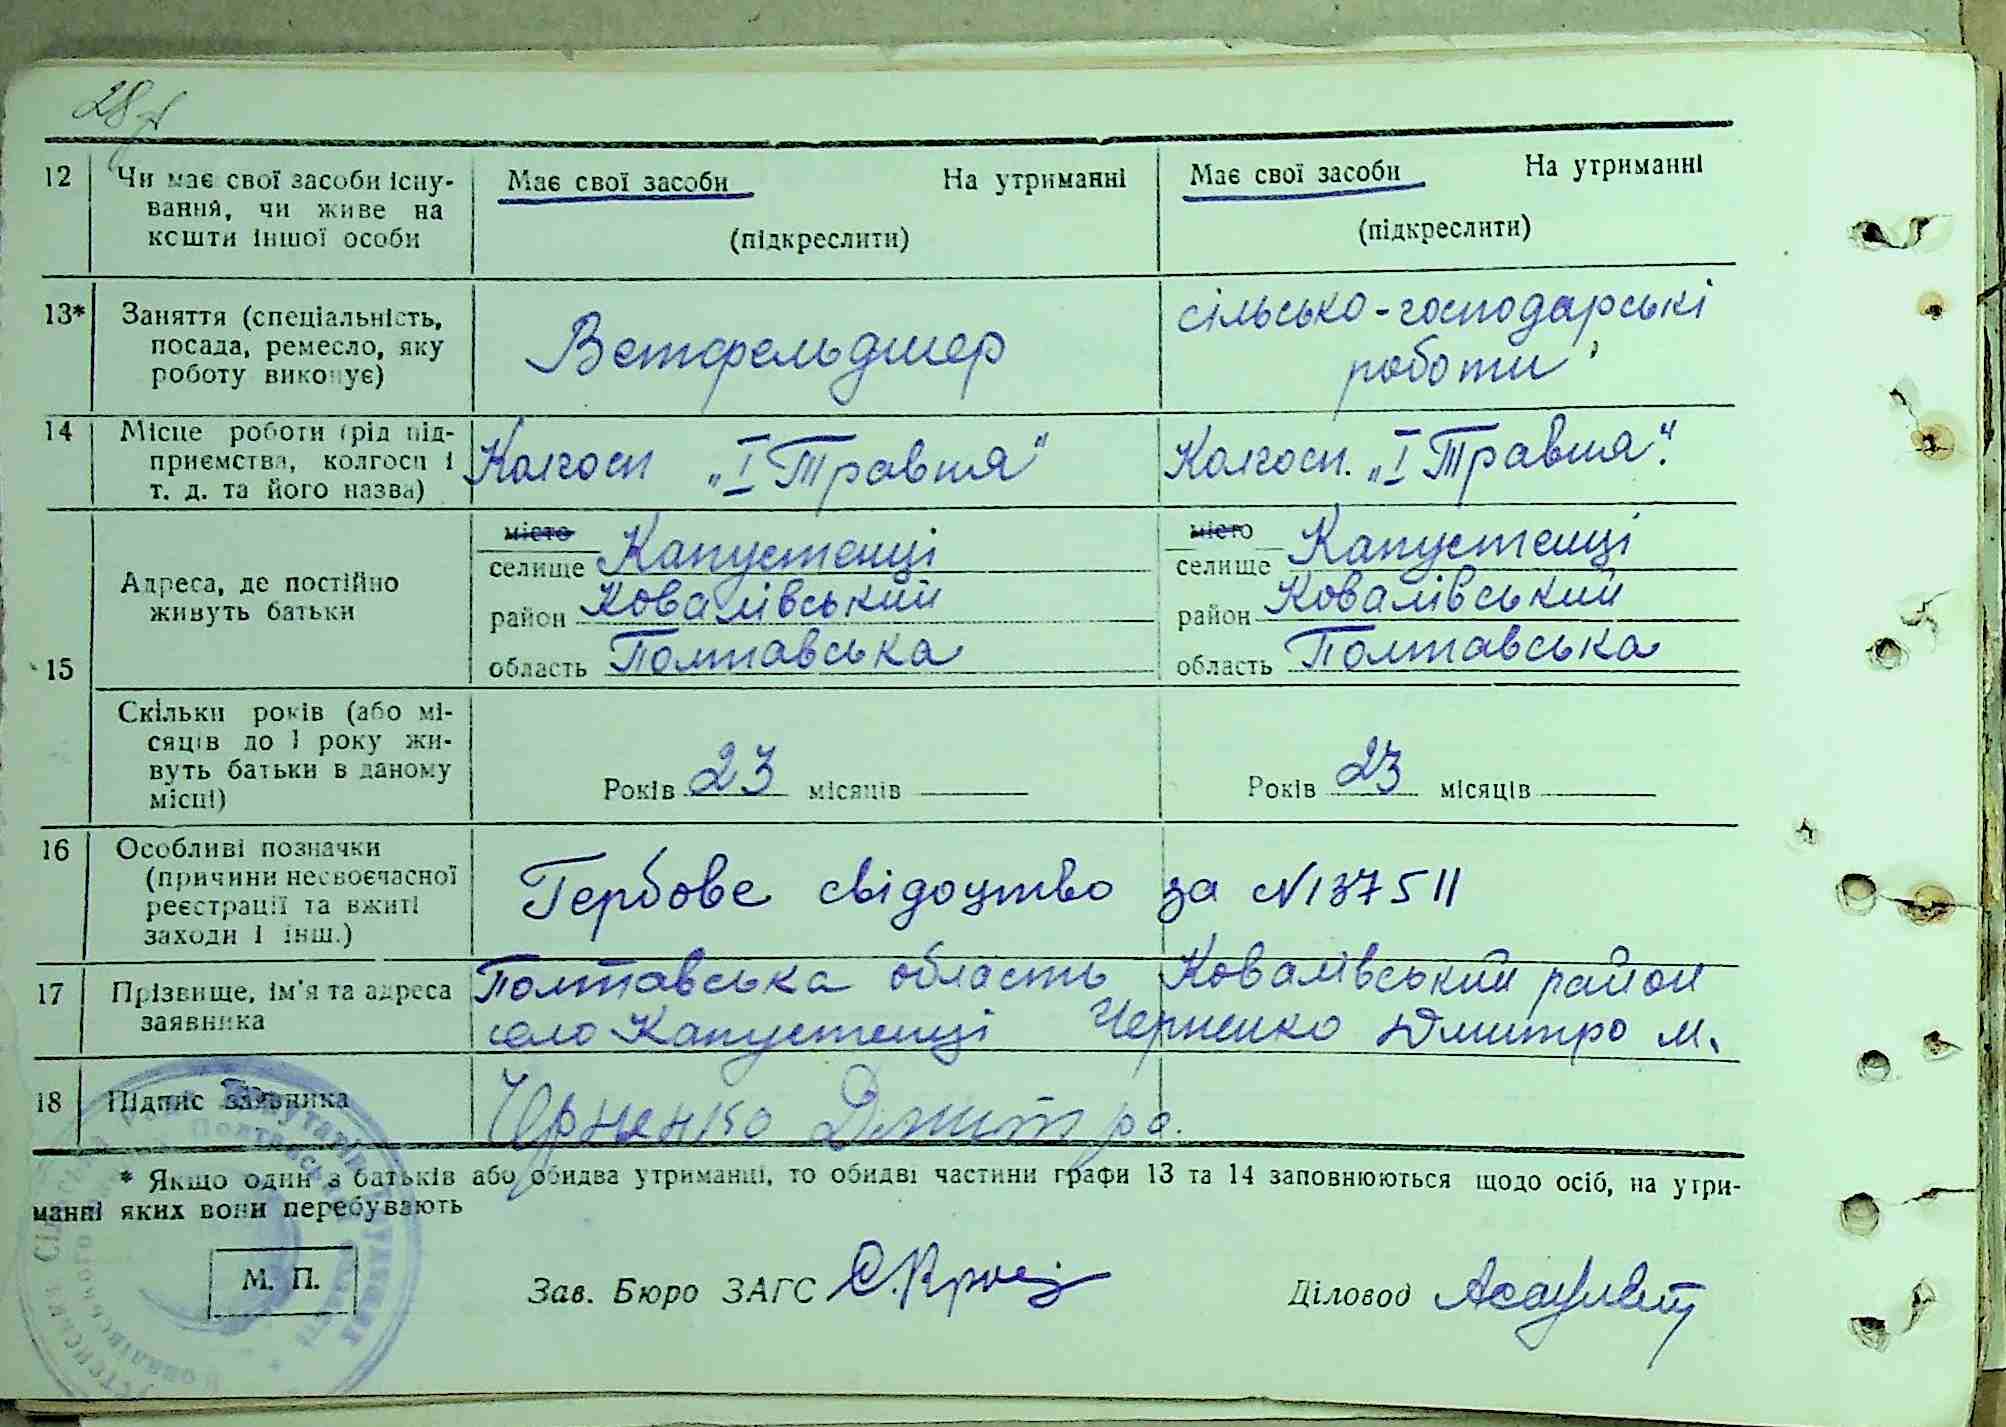 12 Чи має свої засоби існу- Має свої засоби На утриманні Має свої засоби На утриманні
вання, чи живе на
кошти іншої особи (підкреслити) (підкреслити)
13* Заняття (спеціальність, сільсько-господарські
посада, ремесло, яку Ветфельдшер роботи
роботу виконує)
14 Місце роботи (рід під-
приємства, колгосп і Колгосп „I Травня“ Колгосп. „I Травня“.
т. д. та його назва)
місто місто
селище Капустенці селище Капустенці
Адреса, де постійно
живуть батьки район Ковалівський район Ковалівський
15 область Полтавська область Полтавська
Скільки років (або мі-
сяців до 1 року жи-
вуть батьки в даному
місці) Років 23 місяців Років 23 місяців
16 Особливі позначки
(причини несвоєчасної Гербове свідоцтво за N137511
реєстрації та вжиті
заходи і інш.)
17 Прізвище, ім'я та адреса Полтавська область Ковалівський район
заявника село Капустенці Черненко Дмитро М.
18 Підпис заявника Чрненко Дмитро.
* Якщо один з батьків або обидва утриманці, то обидві частини графи 13 та 14 заповнюються щодо осіб, на утри-
манні яких вони перебувають
М. П. Зав. Бюро ЗАГС Діловод